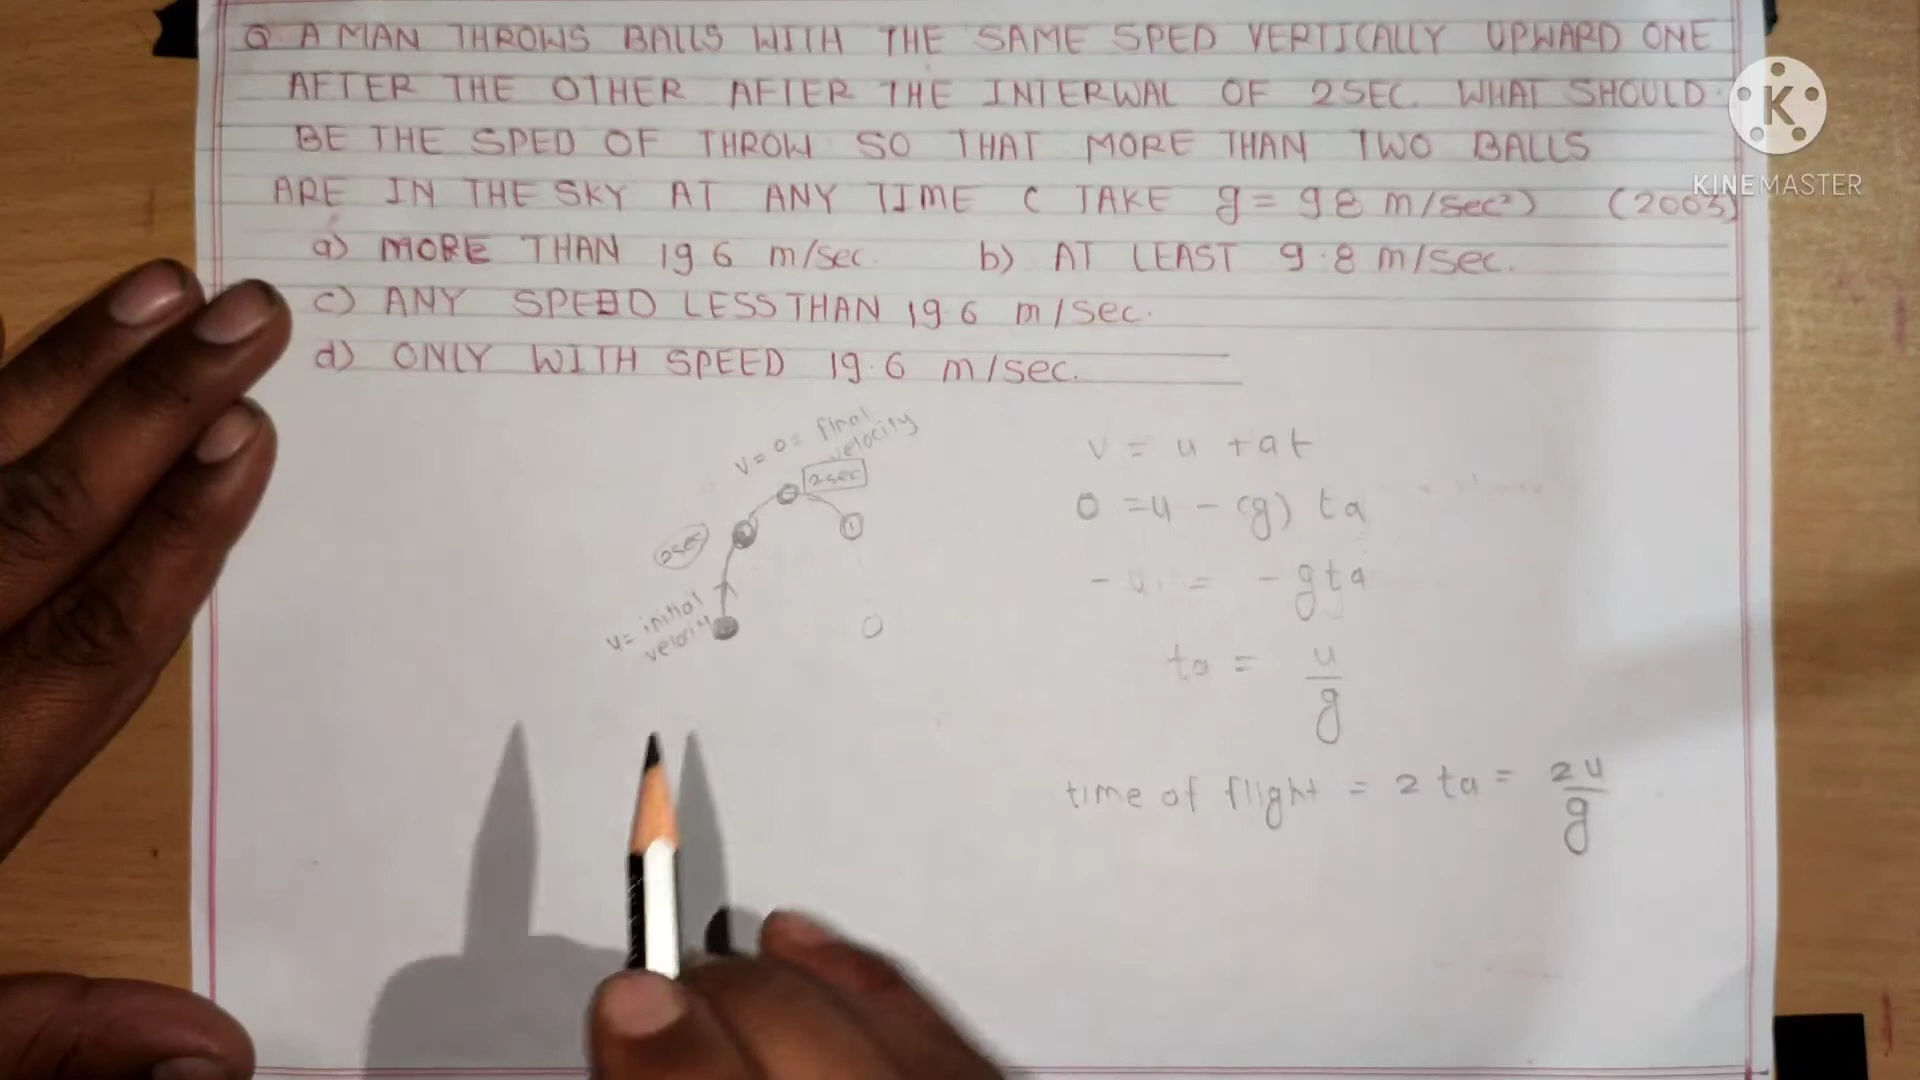 Q A MAN THROWS BALLS WITH THE SAME SPED VERTICALLY UPWARD ONE
AFTER THE OTHER AFTER THE INTERWAL OF 2SEC. WHAT SHOULD
BE THE SPED OF THROW SO THAT MORE THAN TWO BALLS
ARE IN THE SKY AT ANY TIME ( TAKE g = 9.8 m/sec²) (2003)
a) MORE THAN 19.6 m/sec. b) AT LEAST 9.8 m/sec.
c) ANY SPEED LESS THAN 19.6 m/sec.
d) ONLY WITH SPEED 19.6 m/sec.
V = 0 = final velocity
2sec
1
2sec
u = initial velocity
V = u + at
0 = u - (g) ta
- u = - gta
ta = u/g
time of flight = 2 ta = 2u/g
K
KINEMASTER